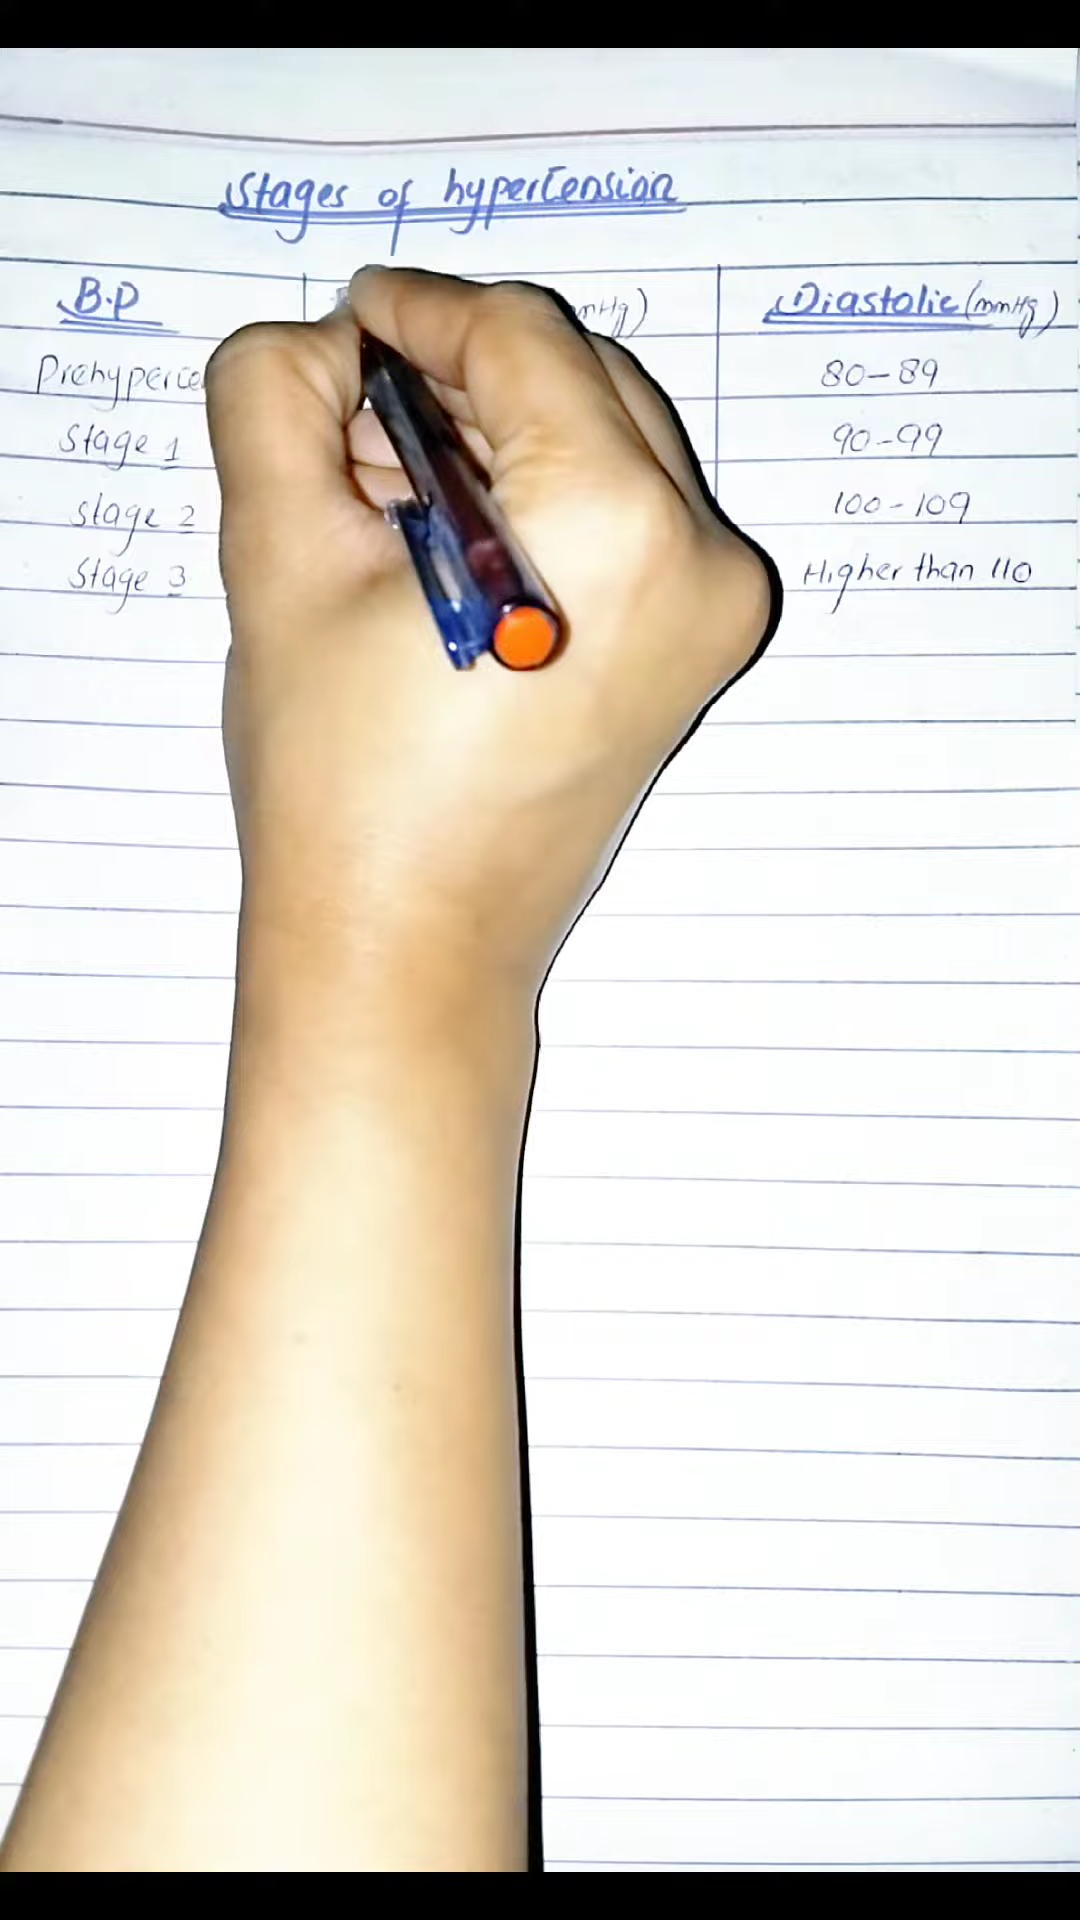 Stages of hypertension
B.P mmHg) Diastolic (mmHg)
80-89
Stage 1 90-99
Stage 2 100-109
Stage 3 Higher than 110